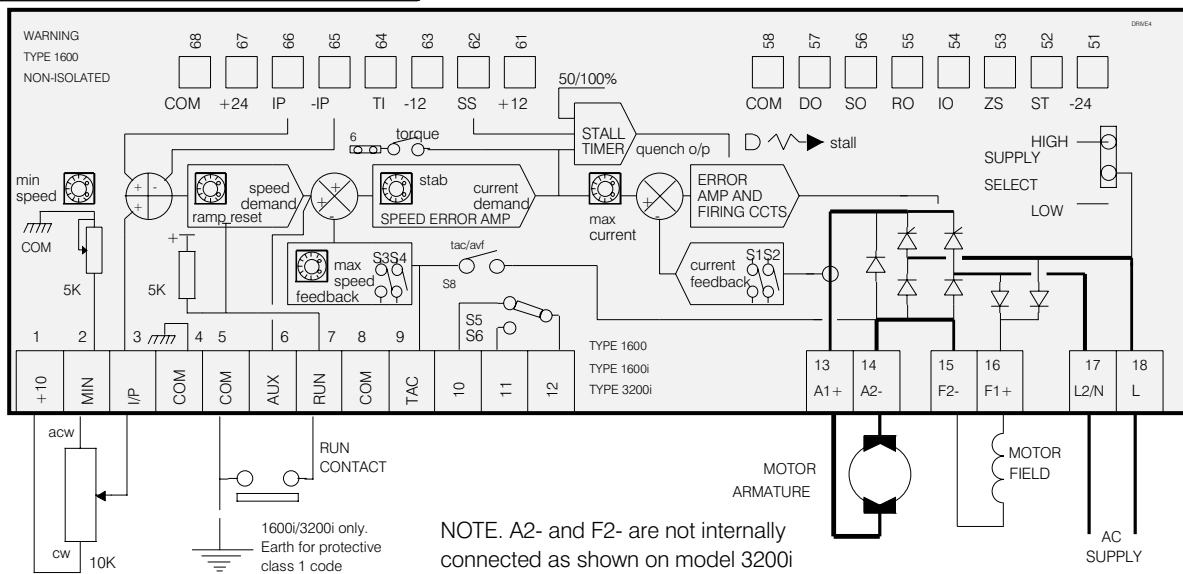 WARNING
TYPE 1600
NON-ISOLATED
DRIVE4
68 67 66 65 64 63 62 61
COM +24 IP -IP TI -12 SS +12
58 57 56 55 54 53 52 51
COM DO SO RO IO ZS ST -24
50/100%
STALL
TIMER
quench o/p
stall
HIGH
SUPPLY
SELECT
LOW
6
torque
min
speed
COM
5K
+ -
+
speed
demand
ramp reset
+
5K
+
-
stab
current
demand
SPEED ERROR AMP
max
current
+
-
ERROR
AMP AND
FIRING CCTS
max
speed
feedback
S3S4
tac/avf
S8
current
feedback
S1S2
S5
S6
1 2 3 4 5 6 7 8 9
+10 MIN I/P COM COM AUX RUN COM TAC 10 11 12
TYPE 1600
TYPE 1600i
TYPE 3200i
13 14 15 16 17 18
A1+ A2- F2- F1+ L2/N L
acw
cw
10K
RUN
CONTACT
1600i/3200i only.
Earth for protective
class 1 code
MOTOR
ARMATURE
MOTOR
FIELD
AC
SUPPLY
NOTE. A2- and F2- are not internally
connected as shown on model 3200i